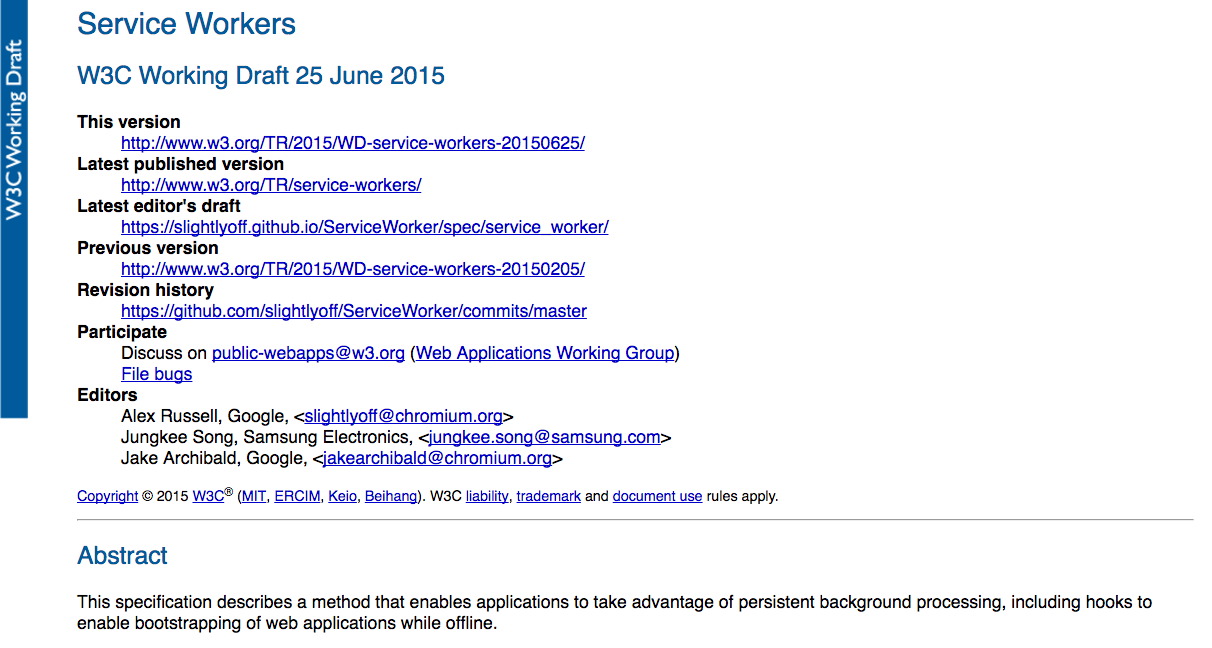 W3C Working Draft
Service Workers
W3C Working Draft 25 June 2015
This version
http://www.w3.org/TR/2015/WD-service-workers-20150625/
Latest published version
http://www.w3.org/TR/service-workers/
Latest editor's draft
https://slightlyoff.github.io/ServiceWorker/spec/service_worker/
Previous version
http://www.w3.org/TR/2015/WD-service-workers-20150205/
Revision history
https://github.com/slightlyoff/ServiceWorker/commits/master
Participate
Discuss on public-webapps@w3.org (Web Applications Working Group)
File bugs
Editors
Alex Russell, Google, <slightlyoff@chromium.org>
Jungkee Song, Samsung Electronics, <jungkee.song@samsung.com>
Jake Archibald, Google, <jakearchibald@chromium.org>
Copyright © 2015 W3C® (MIT, ERCIM, Keio, Beihang). W3C liability, trademark and document use rules apply.
Abstract
This specification describes a method that enables applications to take advantage of persistent background processing, including hooks to
enable bootstrapping of web applications while offline.